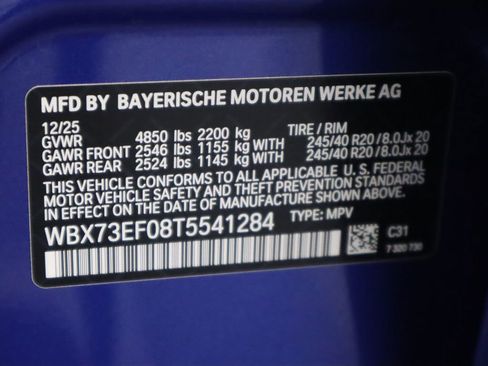 MFD BY BAYERISCHE MOTOREN WERKE AG
12/25 TIRE / RIM
GVWR 4850 lbs 2200 kg
GAWR FRONT 2546 lbs 1155 kg WITH 245/40 R20 / 8.0Jx 20
GAWR REAR 2524 lbs 1145 kg WITH 245/40 R20 / 8.0Jx 20
THIS VEHICLE CONFORMS TO ALL APPLICABLE U.S. FEDERAL
MOTOR VEHICLE SAFETY AND THEFT PREVENTION STANDARDS
IN EFFECT ON THE DATE OF MANUFACTURE SHOWN ABOVE.
WBX73EF08T5541284 TYPE: MPV
C31
7 320 730